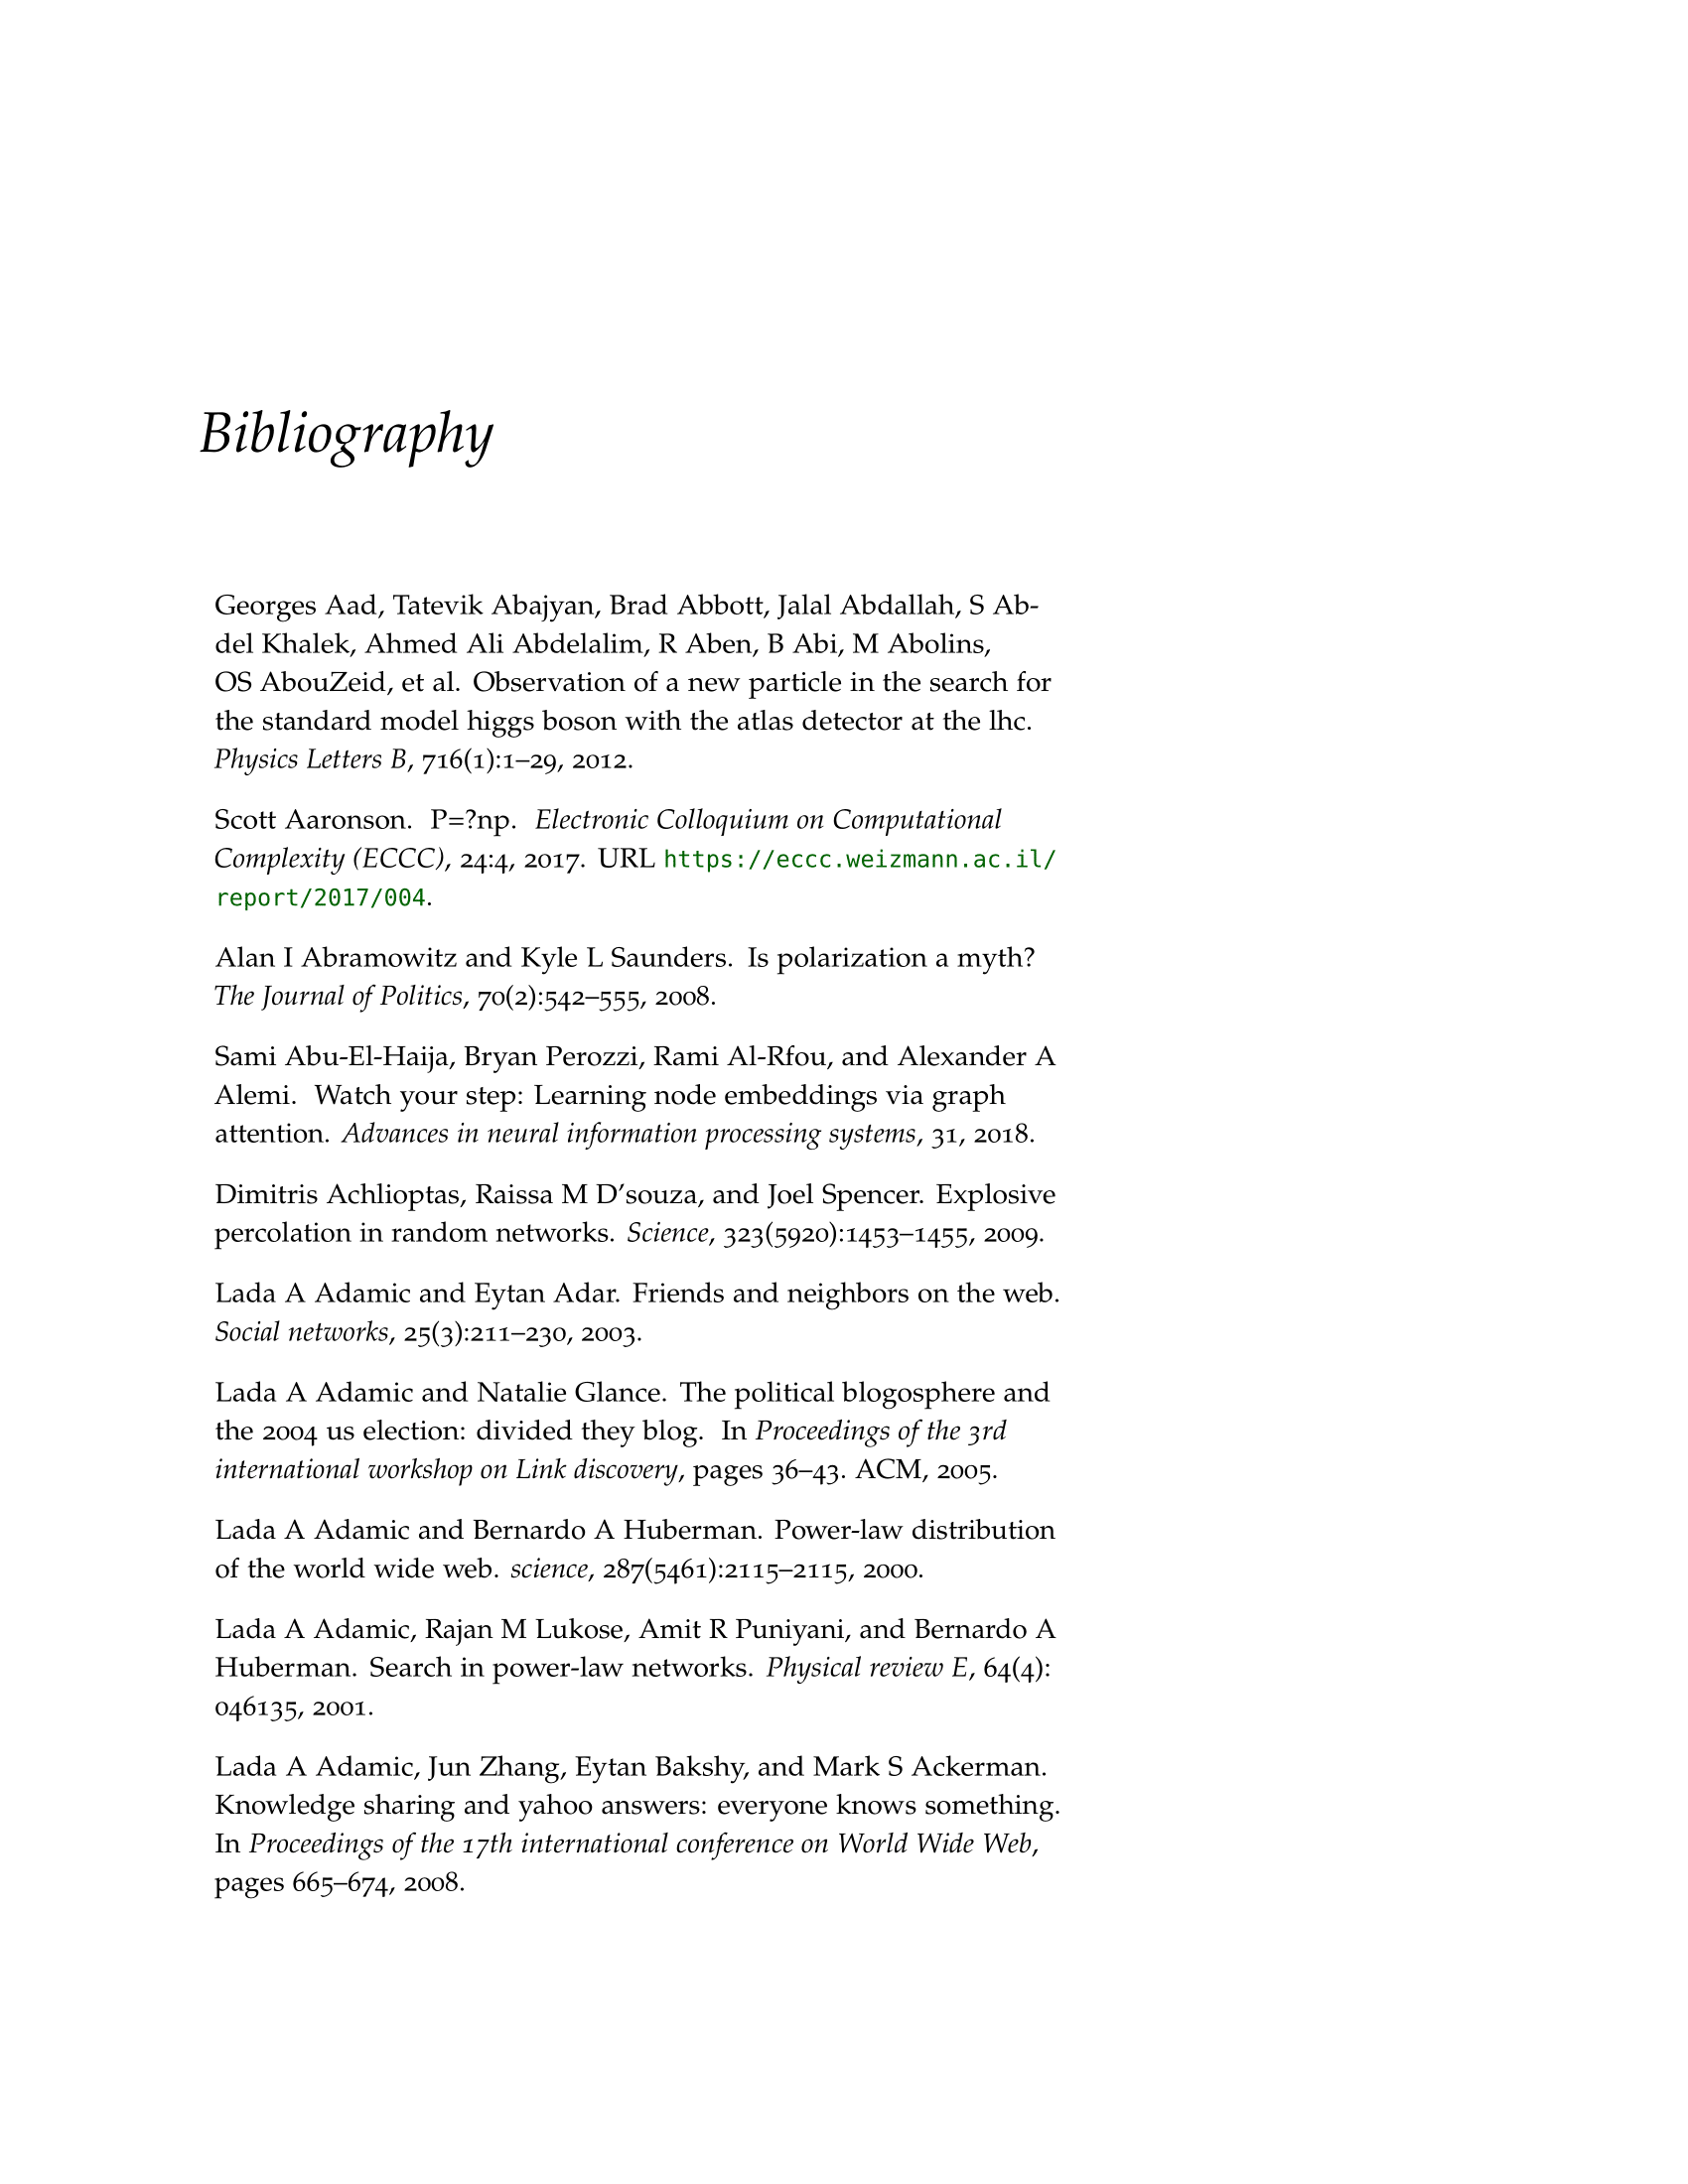 Bibliography
Georges Aad, Tatevik Abajyan, Brad Abbott, Jalal Abdallah, S Ab-
del Khalek, Ahmed Ali Abdelalim, R Aben, B Abi, M Abolins,
OS AbouZeid, et al. Observation of a new particle in the search for
the standard model higgs boson with the atlas detector at the lhc.
Physics Letters B, 716(1):1–29, 2012.
Scott Aaronson. P=?np. Electronic Colloquium on Computational
Complexity (ECCC), 24:4, 2017. URL https://eccc.weizmann.ac.il/
report/2017/004.
Alan I Abramowitz and Kyle L Saunders. Is polarization a myth?
The Journal of Politics, 70(2):542–555, 2008.
Sami Abu-El-Haija, Bryan Perozzi, Rami Al-Rfou, and Alexander A
Alemi. Watch your step: Learning node embeddings via graph
attention. Advances in neural information processing systems, 31, 2018.
Dimitris Achlioptas, Raissa M D'souza, and Joel Spencer. Explosive
percolation in random networks. Science, 323(5920):1453–1455, 2009.
Lada A Adamic and Eytan Adar. Friends and neighbors on the web.
Social networks, 25(3):211–230, 2003.
Lada A Adamic and Natalie Glance. The political blogosphere and
the 2004 us election: divided they blog. In Proceedings of the 3rd
international workshop on Link discovery, pages 36–43. ACM, 2005.
Lada A Adamic and Bernardo A Huberman. Power-law distribution
of the world wide web. science, 287(5461):2115–2115, 2000.
Lada A Adamic, Rajan M Lukose, Amit R Puniyani, and Bernardo A
Huberman. Search in power-law networks. Physical review E, 64(4):
046135, 2001.
Lada A Adamic, Jun Zhang, Eytan Bakshy, and Mark S Ackerman.
Knowledge sharing and yahoo answers: everyone knows something.
In Proceedings of the 17th international conference on World Wide Web,
pages 665–674, 2008.